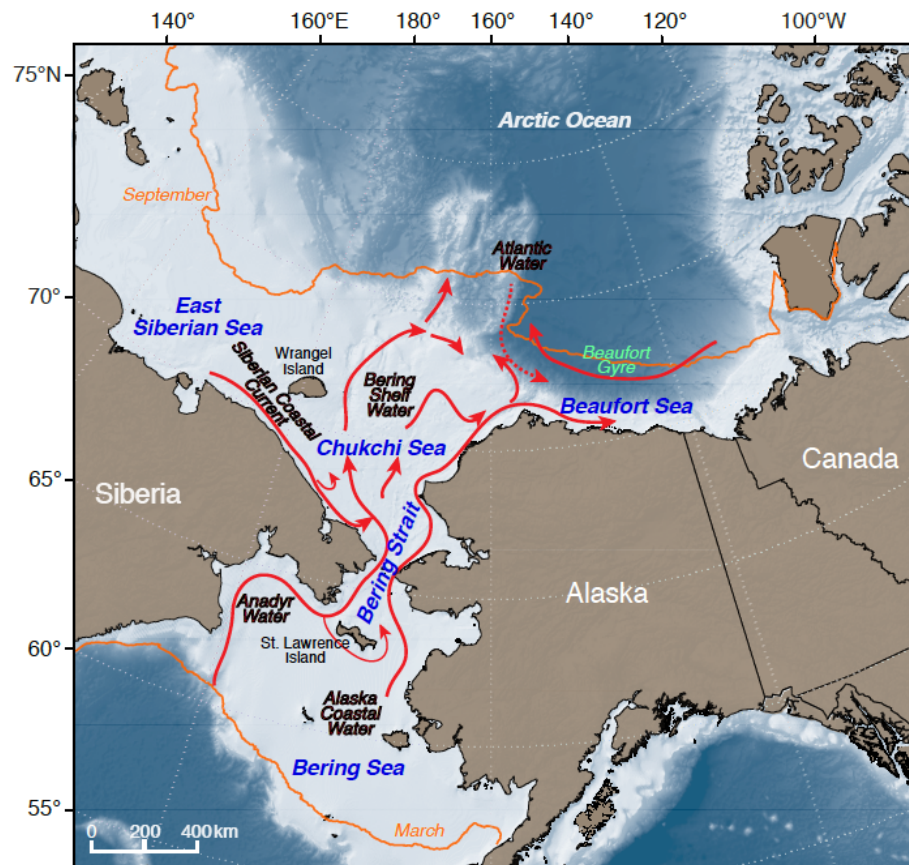 140°
160°E
180°
160°
140°
120°
100°W
75°N
Arctic Ocean
September
Atlantic
Water
70°
East
Siberian Sea
Wrangel
Island
Beaufort
Gyre
Siberian Coastal
Current
Bering
Shelf
Water
Beaufort Sea
Chukchi Sea
Canada
65°
Siberia
Bering Strait
Alaska
Anadyr
Water
St. Lawrence
Island
60°
Alaska
Coastal
Water
Bering Sea
55°
March
0 200 400 km